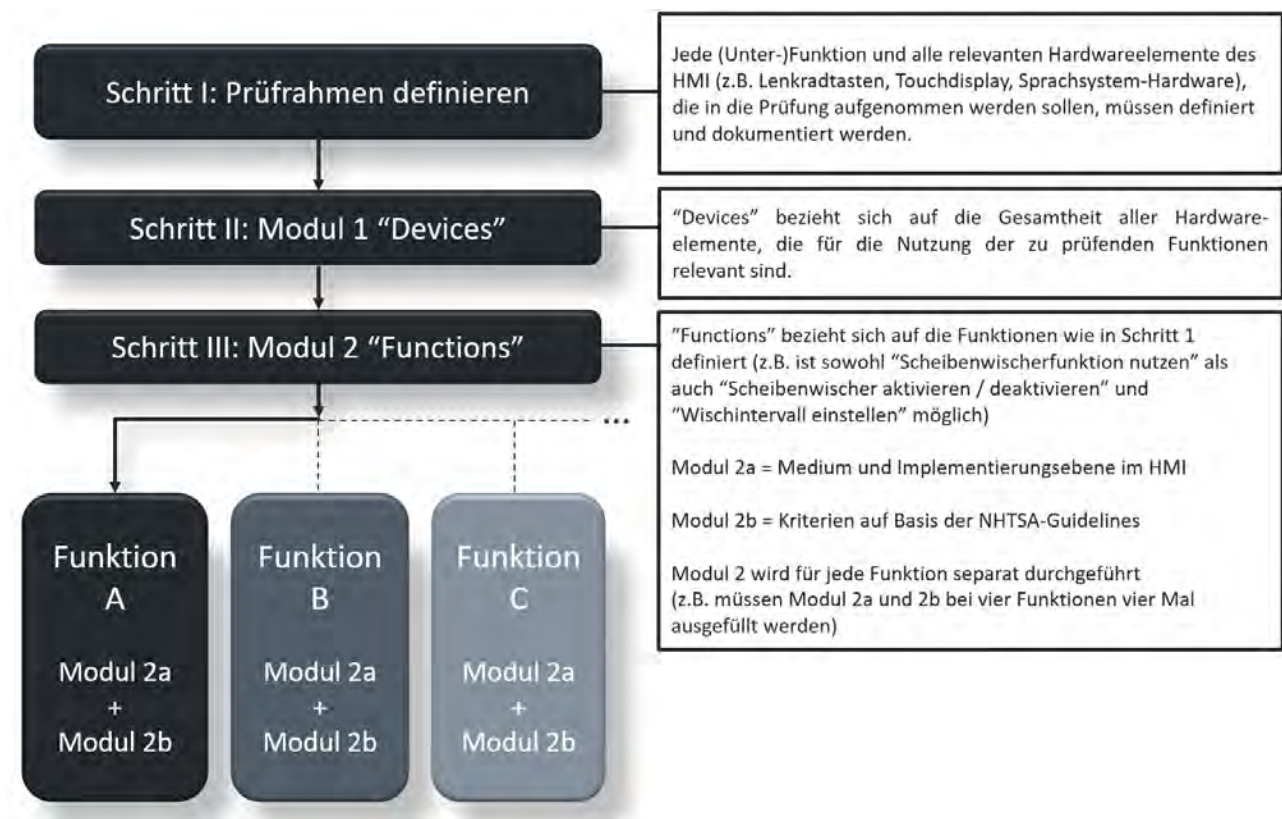 Schritt I: Prüfrahmen definieren
Jede (Unter-)Funktion und alle relevanten Hardwareelemente des
HMI (z.B. Lenkradtasten, Touchdisplay, Sprachsystem-Hardware),
die in die Prüfung aufgenommen werden sollen, müssen definiert
und dokumentiert werden.
Schritt II: Modul 1 “Devices”
“Devices” bezieht sich auf die Gesamtheit aller Hardware-
elemente, die für die Nutzung der zu prüfenden Funktionen
relevant sind.
Schritt III: Modul 2 “Functions”
“Functions” bezieht sich auf die Funktionen wie in Schritt 1
definiert (z.B. ist sowohl “Scheibenwischerfunktion nutzen” als
auch “Scheibenwischer aktivieren / deaktivieren” und
“Wischintervall einstellen” möglich)
Modul 2a = Medium und Implementierungsebene im HMI
Modul 2b = Kriterien auf Basis der NHTSA-Guidelines
Modul 2 wird für jede Funktion separat durchgeführt
(z.B. müssen Modul 2a und 2b bei vier Funktionen vier Mal
ausgefüllt werden)
...
Funktion
A
Modul 2a
+
Modul 2b
Funktion
B
Modul 2a
+
Modul 2b
Funktion
C
Modul 2a
+
Modul 2b